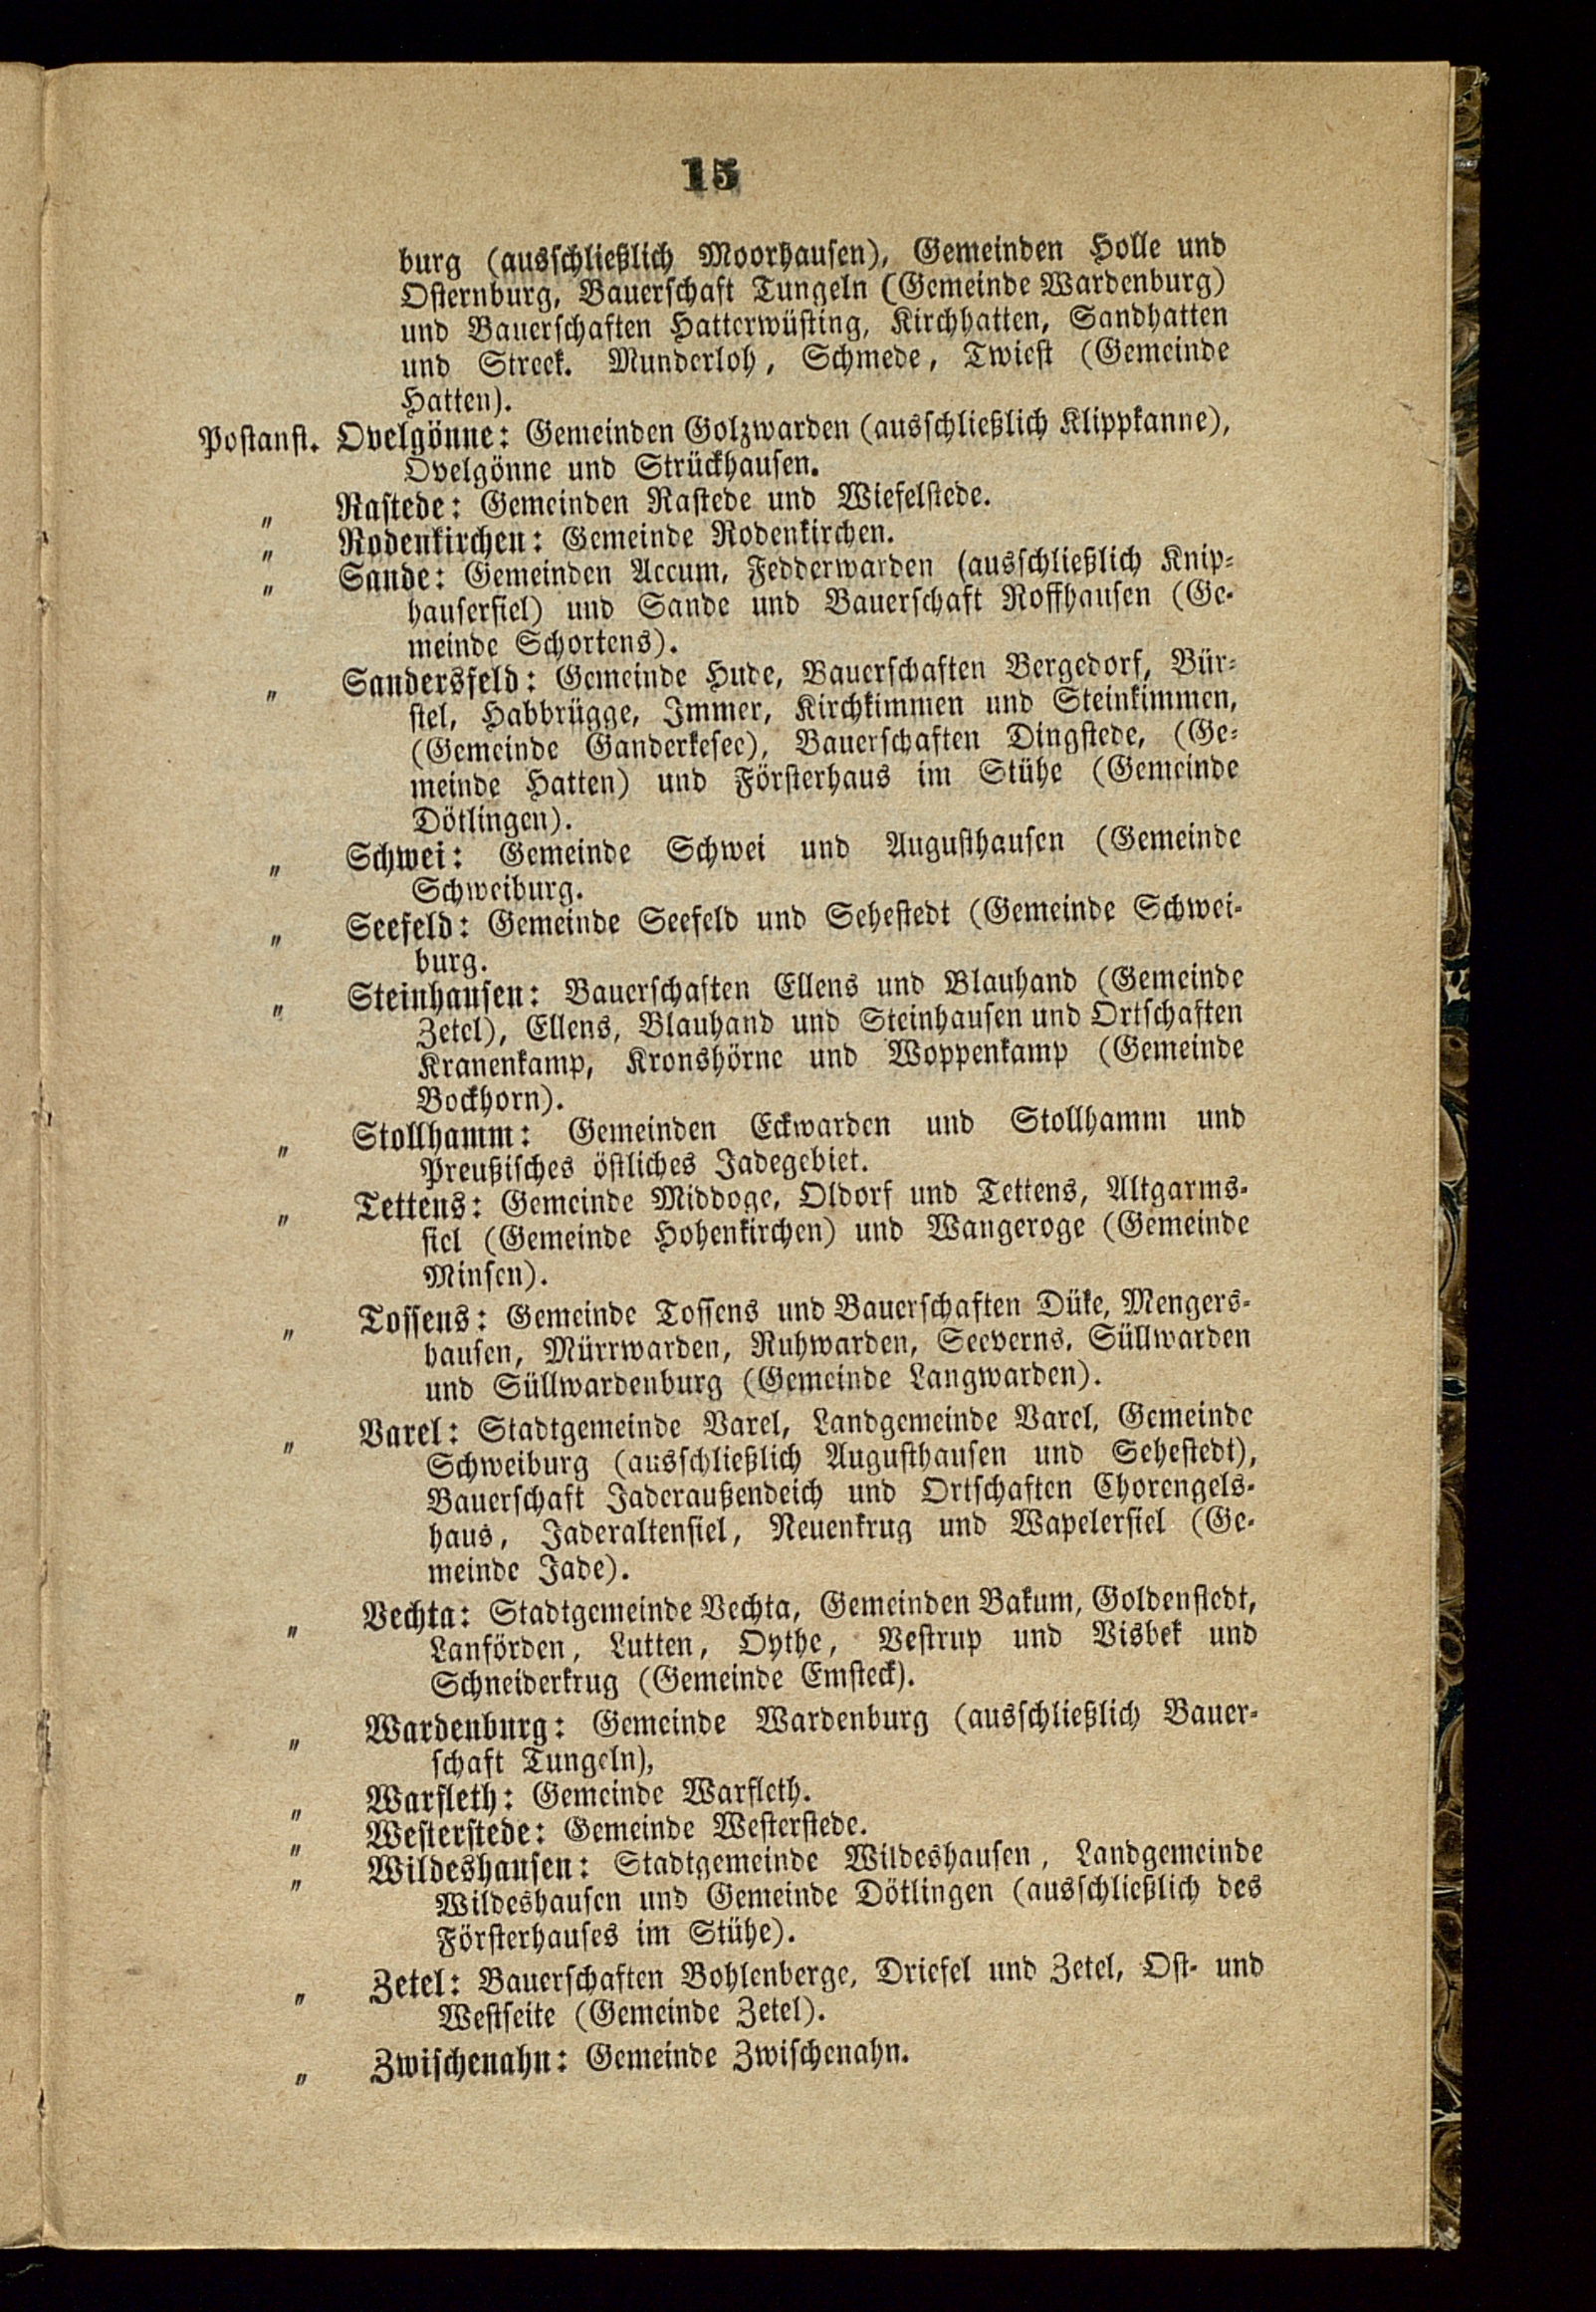 15
burg (ausschließlich Moorhausen), Gemeinden Holle und
Osternburg, Bauerschaft Tungeln (Gemeinde Wardenburg)
und Bauerschaften Hatterwüsting, Kirchhatten, Sandhatten
und Streek. Munderloh, Schmede, Twiest (Gemeinde
Hatten).
Postanst. Ovelgönne: Gemeinden Golzwarden (ausschließlich Klippkanne),
Ovelgönne und Strückhausen.
„ Rastede: Gemeinden Rastede und Wiefelstede.
„ Rodenkirchen: Gemeinde Rodenkirchen.
„ Sande: Gemeinden Accum, Fedderwarden (ausschließlich Knip-
hausersiel) und Sande und Bauerschaft Roffhausen (Ge-
meinde Schortens).
„ Sandersfeld: Gemeinde Hude, Bauerschaften Bergedorf, Bür-
stel, Habbrügge, Immer, Kirchkimmen und Steinkimmen,
(Gemeinde Ganderkesee), Bauerschaften Dingstede, (Ge-
meinde Hatten) und Försterhaus im Stühe (Gemeinde
Dötlingen).
„ Schwei: Gemeinde Schwei und Augusthausen (Gemeinde
Schweiburg.
„ Seefeld: Gemeinde Seefeld und Sehestedt (Gemeinde Schwei-
burg.
„ Steinhausen: Bauerschaften Ellens und Blauhand (Gemeinde
Zetel), Ellens, Blauhand und Steinhausen und Ortschaften
Kranenkamp, Kronshörne und Woppenkamp (Gemeinde
Bockhorn).
„ Stollhamm: Gemeinden Eckwarden und Stollhamm und
Preußisches östliches Jadegebiet.
„ Tettens: Gemeinde Middoge, Oldorf und Tettens, Altgarms-
siel (Gemeinde Hohenkirchen) und Wangeroge (Gemeinde
Minsen).
„ Tossens: Gemeinde Tossens und Bauerschaften Düke, Mengers-
hausen, Mürrwarden, Ruhwarden, Seeverns, Süllwarden
und Süllwardenburg (Gemeinde Langwarden).
„ Varel: Stadtgemeinde Varel, Landgemeinde Varel, Gemeinde
Schweiburg (ausschließlich Augusthausen und Sehestedt),
Bauerschaft Jaderaußendeich und Ortschaften Chorengels-
haus, Jaderaltensiel, Neuenkrug und Wapelersiel (Ge-
meinde Jade).
„ Vechta: Stadtgemeinde Vechta, Gemeinden Bakum, Goldenstedt,
Lanförden, Lutten, Oythe, Vestrup und Visbek und
Schneiderkrug (Gemeinde Emsteck).
„ Wardenburg: Gemeinde Wardenburg (ausschließlich Bauer-
schaft Tungeln),
„ Warfleth: Gemeinde Warfleth.
„ Westerstede: Gemeinde Westerstede.
„ Wildeshausen: Stadtgemeinde Wildeshausen, Landgemeinde
Wildeshausen und Gemeinde Dötlingen (ausschließlich des
Försterhauses im Stühe).
„ Zetel: Bauerschaften Bohlenberge, Driefel und Zetel, Ost- und
Westseite (Gemeinde Zetel).
„ Zwischenahn: Gemeinde Zwischenahn.